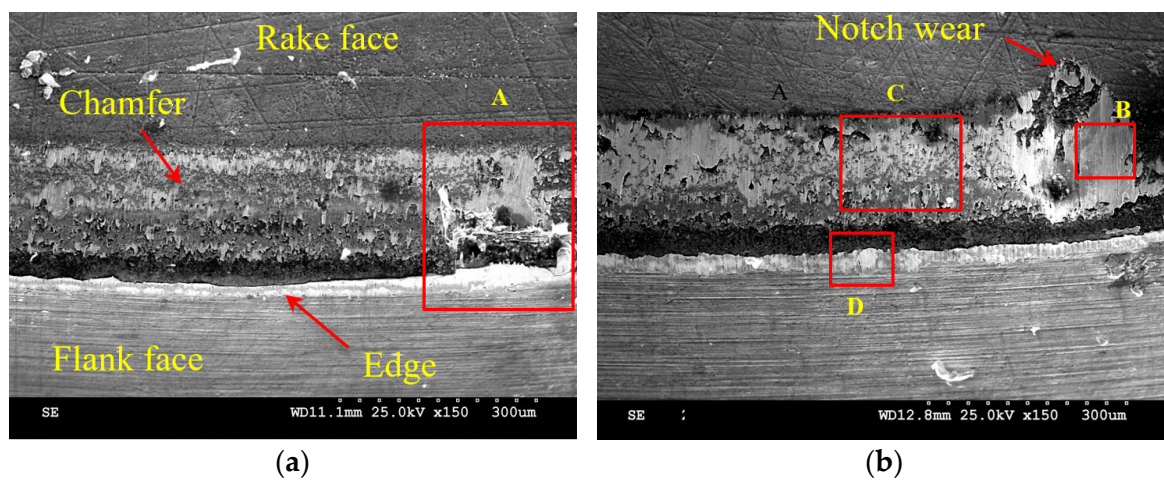 Rake face
Chamfer
A
Flank face
Edge
SE
WD11.1mm 25.0kV x150 300um
(a)
Notch wear
A
C
B
D
SE
WD12.8mm 25.0kV x150 300um
(b)